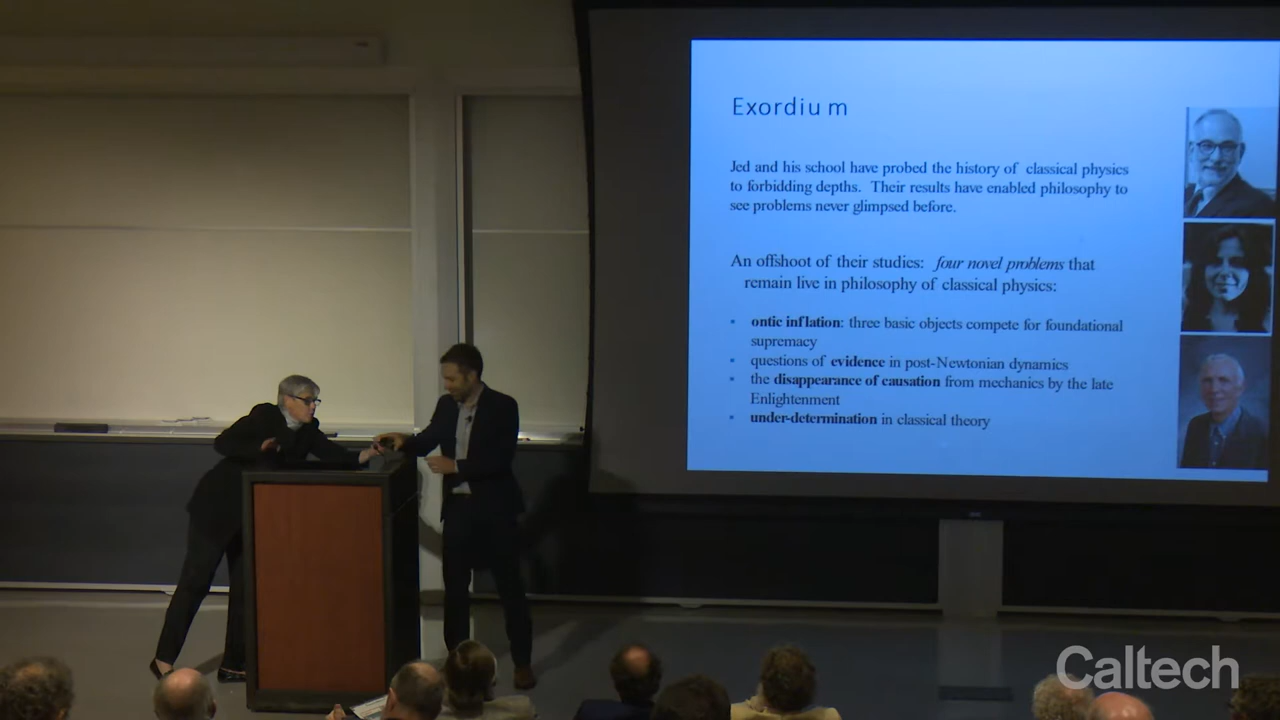 Exordium
Jed and his school have probed the history of classical physics
to forbidding depths. Their results have enabled philosophy to
see problems never glimpsed before.
An offshoot of their studies: four novel problems that
remain live in philosophy of classical physics:
▪ ontic inflation: three basic objects compete for foundational
supremacy
▪ questions of evidence in post-Newtonian dynamics
▪ the disappearance of causation from mechanics by the late
Enlightenment
▪ under-determination in classical theory
Caltech